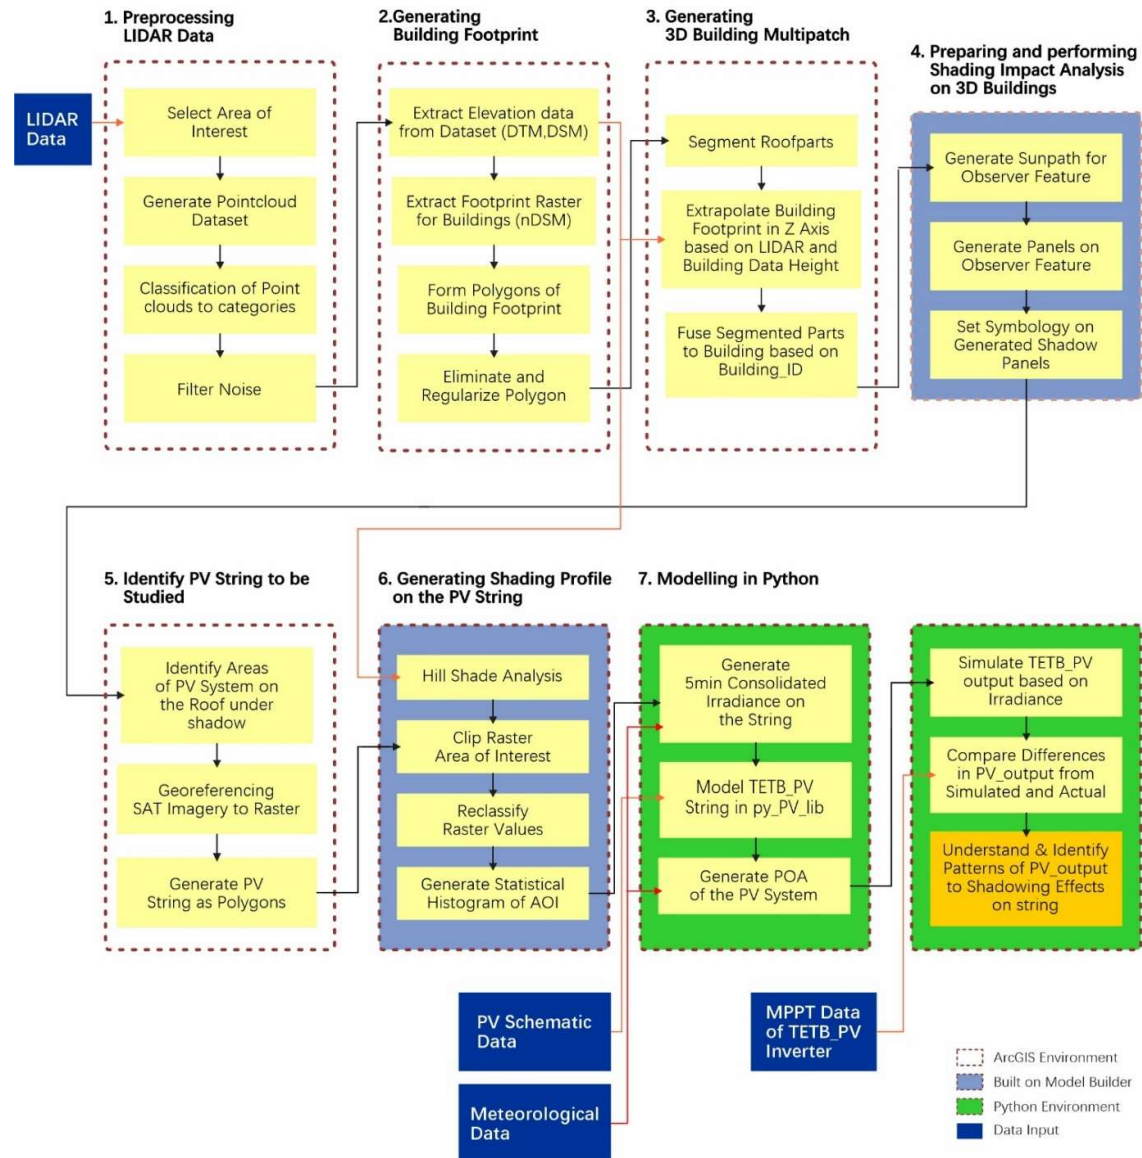 1. Preprocessing
LIDAR Data
2.Generating
Building Footprint
3. Generating
3D Building Multipatch
4. Preparing and performing
Shading Impact Analysis
on 3D Buildings
LIDAR
Data
Select Area of
Interest
Generate Pointcloud
Dataset
Classification of Point
clouds to categories
Filter Noise
Extract Elevation data
from Dataset (DTM,DSM)
Extract Footprint Raster
for Buildings (nDSM)
Form Polygons of
Building Footprint
Eliminate and
Regularize Polygon
Segment Roofparts
Extrapolate Building
Footprint in Z Axis
based on LIDAR and
Building Data Height
Fuse Segmented Parts
to Building based on
Building_ID
Generate Sunpath for
Observer Feature
Generate Panels on
Observer Feature
Set Symbology on
Generated Shadow
Panels
5. Identify PV String to be
Studied
6. Generating Shading Profile
on the PV String
7. Modelling in Python
Identify Areas
of PV System on
the Roof under
shadow
Georeferencing
SAT Imagery to Raster
Generate PV
String as Polygons
Hill Shade Analysis
Clip Raster
Area of Interest
Reclassify
Raster Values
Generate Statistical
Histogram of AOI
Generate
5min Consolidated
Irradiance on
the String
Model TETB_PV
String in py_PV_lib
Generate POA
of the PV System
Simulate TETB_PV
output based on
Irradiance
Compare Differences
in PV_output from
Simulated and Actual
Understand & Identify
Patterns of PV_output
to Shadowing Effects
on string
PV Schematic
Data
Meteorological
Data
MPPT Data
of TETB_PV
Inverter
ArcGIS Environment
Built on Model Builder
Python Environment
Data Input